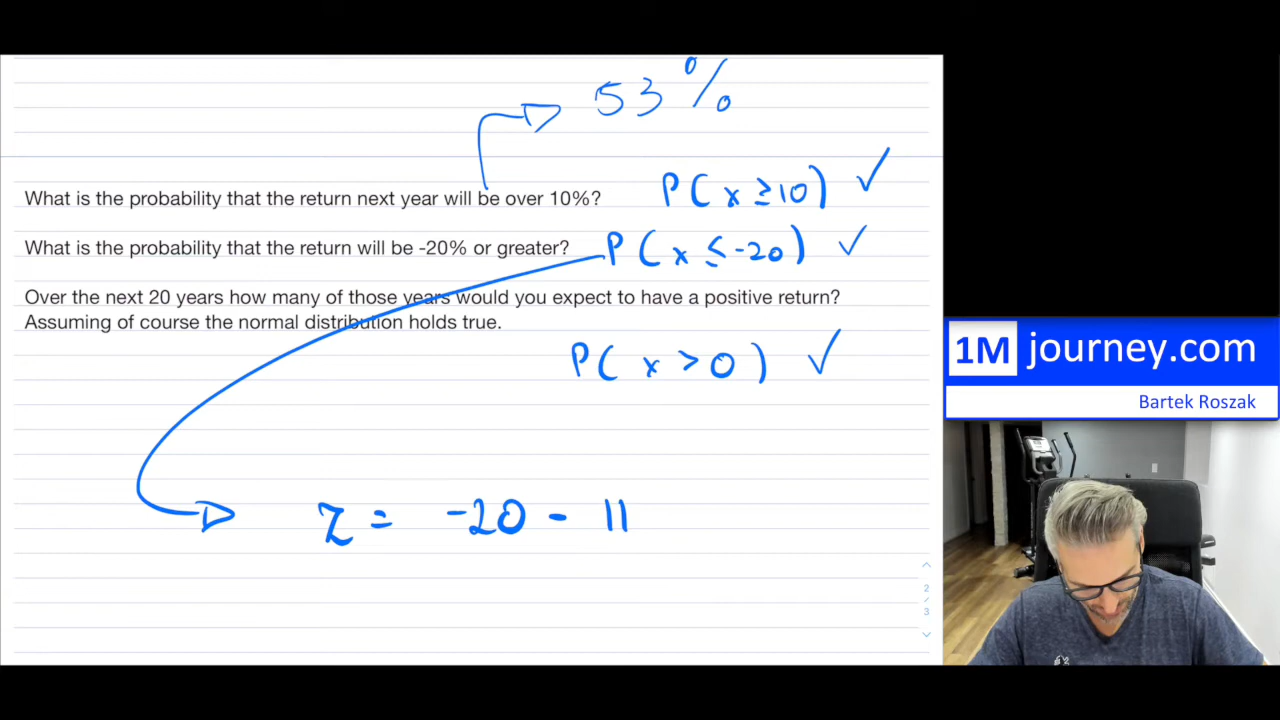 53%
What is the probability that the return next year will be over 10%? P(x ≥ 10) ✓
What is the probability that the return will be -20% or greater? P(x ≤ -20) ✓
Over the next 20 years how many of those years would you expect to have a positive return?
Assuming of course the normal distribution holds true.
P(x > 0) ✓
z = -20 - 11
2
3
1M journey.com
Bartek Roszak